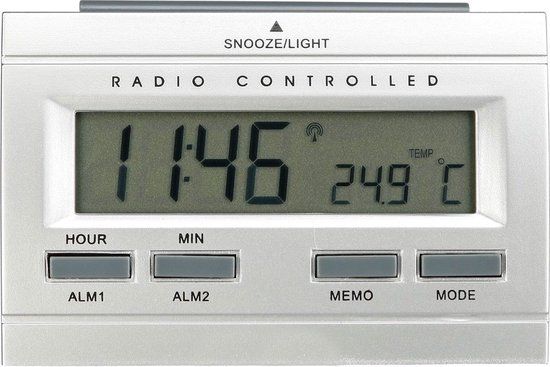 SNOOZE/LIGHT
RADIO CONTROLLED
11:46 TEMP 24.9 °C
HOUR MIN
ALM1 ALM2 MEMO MODE